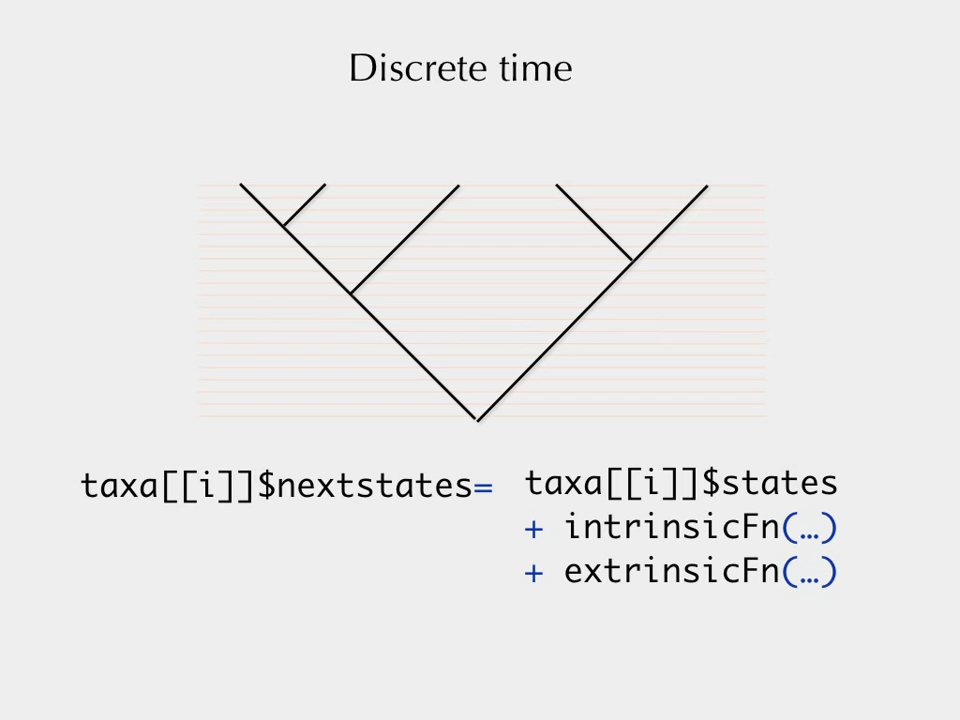 Discrete time
taxa[[i]]$nextstates= taxa[[i]]$states
+ intrinsicFn(…)
+ extrinsicFn(…)